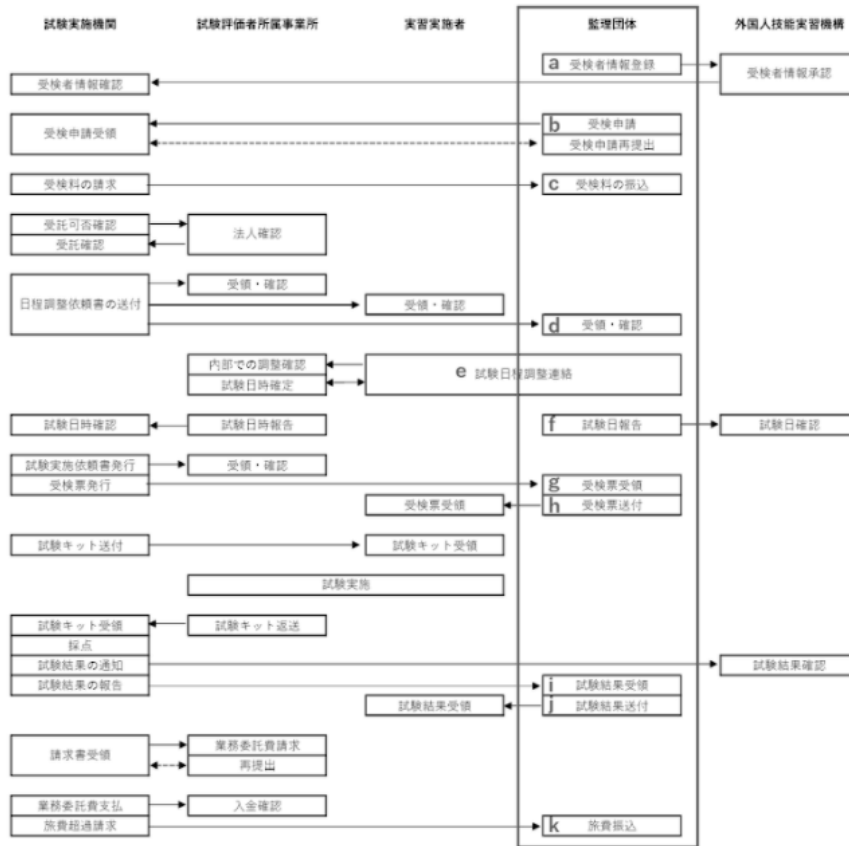 試験実施機関 試験評価者所属事業所 実習実施者 監理団体 外国人技能実習機構
a 受検者情報登録
受検者情報確認 受検者情報承認
受検申請受領 b 受検申請
受検申請再提出
受検料の請求 c 受検料の振込
受託可否確認
受託確認 法人確認
日程調整依頼書の送付 受領・確認
受領・確認
d 受領・確認
内部での調整確認
試験日時確定 e 試験日程調整連絡
試験日時確認 試験日時報告 f 試験日報告 試験日確認
試験実施依頼書発行 受領・確認
受検票発行 g 受検票受領
受検票受領 h 受検票送付
試験キット送付 試験キット受領
試験実施
試験キット受領 試験キット返送
採点
試験結果の通知 試験結果確認
試験結果の報告 i 試験結果受領
試験結果受領 j 試験結果送付
請求書受領 業務委託費請求
再提出
業務委託費支払 入金確認
旅費超過請求 k 旅費振込